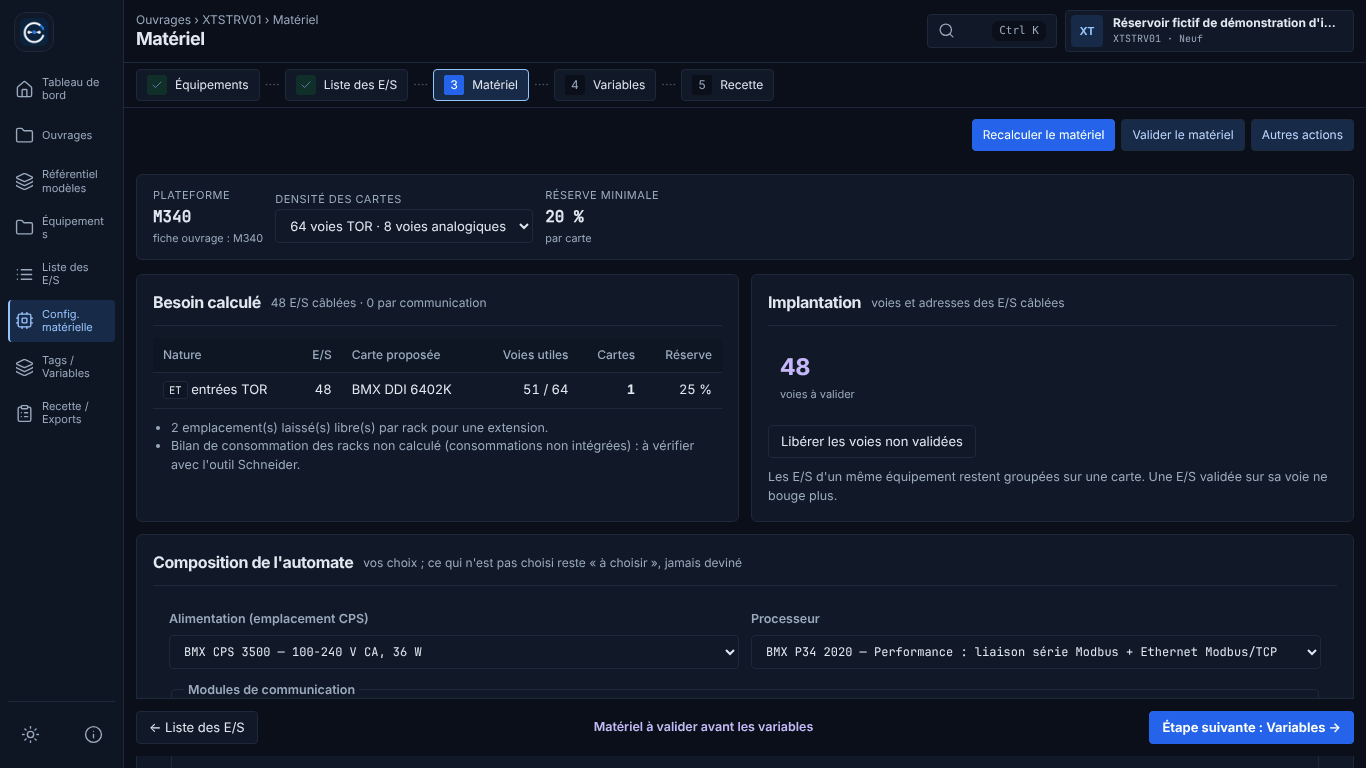 Ouvrages › XTSTRV01 › Matériel
Matériel
Ctrl K
XT
Réservoir fictif de démonstration d'i…
XTSTRV01 · Neuf
Tableau de
bord
Ouvrages
Référentiel
modèles
Équipement
s
Liste des
E/S
Config.
matérielle
Tags /
Variables
Recette /
Exports
Équipements
Liste des E/S
3 Matériel
4 Variables
5 Recette
Recalculer le matériel
Valider le matériel
Autres actions
PLATEFORME
M340
fiche ouvrage : M340
DENSITÉ DES CARTES
64 voies TOR · 8 voies analogiques
RÉSERVE MINIMALE
20 %
par carte
Besoin calculé 48 E/S câblées · 0 par communication
Nature E/S Carte proposée Voies utiles Cartes Réserve
ET entrées TOR 48 BMX DDI 6402K 51 / 64 1 25 %
• 2 emplacement(s) laissé(s) libre(s) par rack pour une extension.
• Bilan de consommation des racks non calculé (consommations non intégrées) : à vérifier
avec l'outil Schneider.
Implantation voies et adresses des E/S câblées
48
voies à valider
Libérer les voies non validées
Les E/S d'un même équipement restent groupées sur une carte. Une E/S validée sur sa voie ne
bouge plus.
Composition de l'automate vos choix ; ce qui n'est pas choisi reste « à choisir », jamais deviné
Alimentation (emplacement CPS)
BMX CPS 3500 — 100-240 V CA, 36 W
Processeur
BMX P34 2020 — Performance : liaison série Modbus + Ethernet Modbus/TCP
Modules de communication
← Liste des E/S
Matériel à valider avant les variables
Étape suivante : Variables →